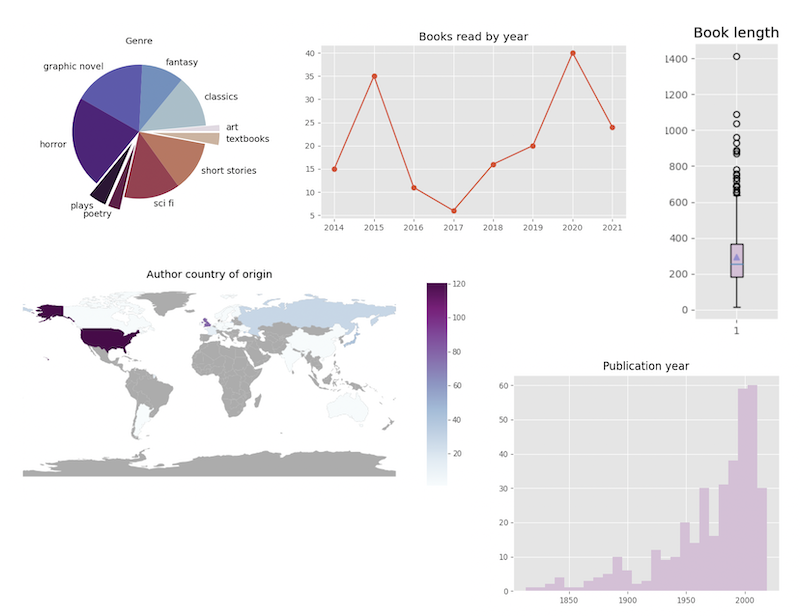 Genre
graphic novel
fantasy
classics
art
textbooks
short stories
sci fi
poetry
plays
horror
Books read by year
40
35
30
25
20
15
10
5
2014 2015 2016 2017 2018 2019 2020 2021
Book length
1400
1200
1000
800
600
400
200
0
1
Author country of origin
120
100
80
60
40
20
Publication year
60
50
40
30
20
10
0
1850 1900 1950 2000